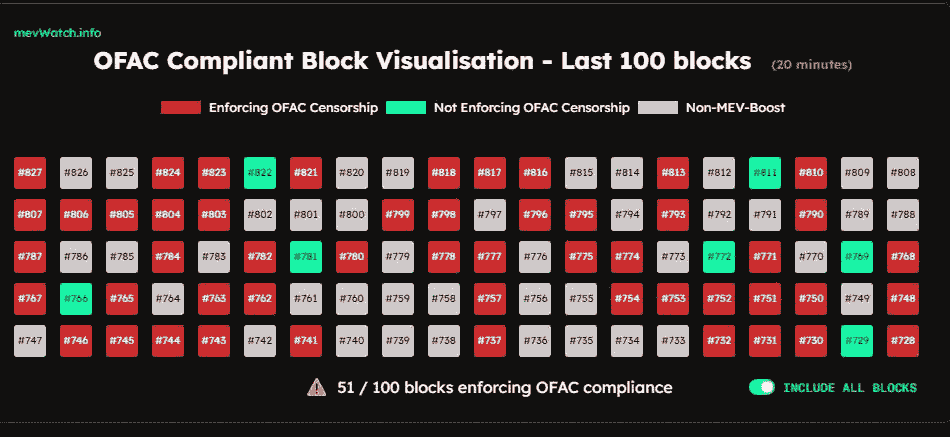 mevWatch.info
OFAC Compliant Block Visualisation - Last 100 blocks (20 minutes)
Enforcing OFAC Censorship Not Enforcing OFAC Censorship Non-MEV-Boost
#827 #826 #825 #824 #823 #822 #821 #820 #819 #818 #817 #816 #815 #814 #813 #812 #811 #810 #809 #808
#807 #806 #805 #804 #803 #802 #801 #800 #799 #798 #797 #796 #795 #794 #793 #792 #791 #790 #789 #788
#787 #786 #785 #784 #783 #782 #781 #780 #779 #778 #777 #776 #775 #774 #773 #772 #771 #770 #769 #768
#767 #766 #765 #764 #763 #762 #761 #760 #759 #758 #757 #756 #755 #754 #753 #752 #751 #750 #749 #748
#747 #746 #745 #744 #743 #742 #741 #740 #739 #738 #737 #736 #735 #734 #733 #732 #731 #730 #729 #728
51 / 100 blocks enforcing OFAC compliance INCLUDE ALL BLOCKS